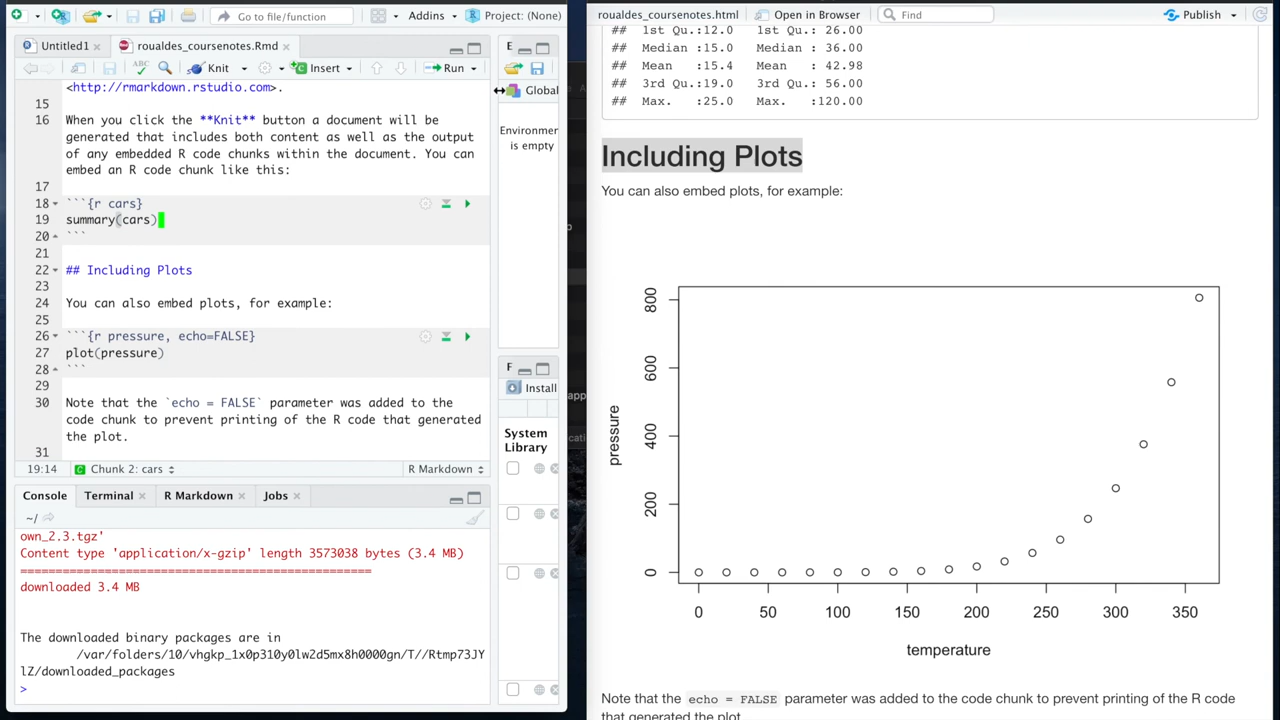 Go to file/function
Addins
Project: (None)
Untitled1
roualdes_coursenotes.Rmd
Knit
Insert
Run
<http://rmarkdown.rstudio.com>.
15
16 When you click the **Knit** button a document will be
generated that includes both content as well as the output
of any embedded R code chunks within the document. You can
embed an R code chunk like this:
17
18 ```{r cars}
19 summary(cars)
20 ```
21
22 ## Including Plots
23
24 You can also embed plots, for example:
25
26 ```{r pressure, echo=FALSE}
27 plot(pressure)
28 ```
29
30 Note that the `echo = FALSE` parameter was added to the
code chunk to prevent printing of the R code that generated
the plot.
31
19:14 Chunk 2: cars R Markdown
Console Terminal R Markdown Jobs
~/
own_2.3.tgz'
Content type 'application/x-gzip' length 3573038 bytes (3.4 MB)
==================================================
downloaded 3.4 MB
The downloaded binary packages are in
/var/folders/10/vhgkp_1x0p310y0lw2d5mx8h0000gn/T//Rtmp73JY
lZ/downloaded_packages
>
E
Global
Environmen
is empty
F
Install
System
Library
roualdes_coursenotes.html
Open in Browser
Find
Publish
## 1st Qu.:12.0 1st Qu.: 26.00
## Median :15.0 Median : 36.00
## Mean :15.4 Mean : 42.98
## 3rd Qu.:19.0 3rd Qu.: 56.00
## Max. :25.0 Max. :120.00
Including Plots
You can also embed plots, for example:
800
600
400
200
0
pressure
0 50 100 150 200 250 300 350
temperature
Note that the echo = FALSE parameter was added to the code chunk to prevent printing of the R code
that generated the plot.